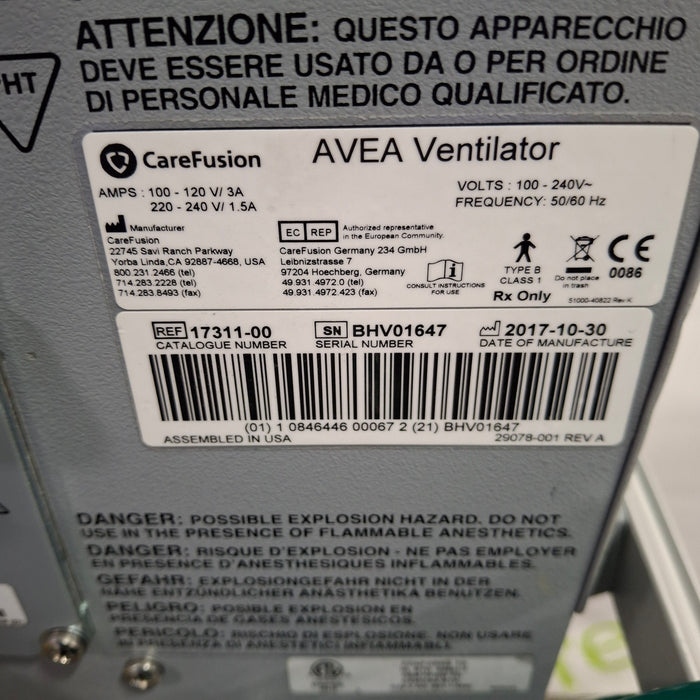 ATTENZIONE: QUESTO APPARECCHIO
DEVE ESSERE USATO DA O PER ORDINE
DI PERSONALE MEDICO QUALIFICATO.
PHT
CareFusion
AVEA Ventilator
AMPS : 100 - 120 V/ 3A
220 - 240 V/ 1.5A
VOLTS : 100 - 240V~
FREQUENCY: 50/60 Hz
Manufacturer
CareFusion
22745 Savi Ranch Parkway
Yorba Linda,CA 92887-4668, USA
800.231.2466 (tel)
714.283.2228 (tel)
714.283.8493 (fax)
EC REP
Authorized representative
in the European Community.
CareFusion Germany 234 GmbH
Leibnizstrasse 7
97204 Hoechberg, Germany
49.931.4972.0 (tel)
49.931.4972.423 (fax)
CONSULT INSTRUCTIONS
FOR USE
TYPE B
CLASS 1
Rx Only
Do not place
in trash
CE
0086
51000-40822 Rev K
REF 17311-00
CATALOGUE NUMBER
SN BHV01647
SERIAL NUMBER
2017-10-30
DATE OF MANUFACTURE
(01) 1 0846446 00067 2 (21) BHV01647
ASSEMBLED IN USA
29078-001 REV A
DANGER: POSSIBLE EXPLOSION HAZARD. DO NOT
USE IN THE PRESENCE OF FLAMMABLE ANESTHETICS.
DANGER: RISQUE D'EXPLOSION - NE PAS EMPLOYER
EN PRESENCE D'ANESTHESIQUES INFLAMMABLES.
GEFAHR: EXPLOSIONGEFAHR NICHT IN DER
NÄHE ENTZÜNDLICHER ANÄSTHETIKA BENUTZEN.
PELIGRO: POSIBLE EXPLOSION EN
PRESENCIA DE GASES ANESTESICOS.
PERICOLO: RISCHIO DI ESPLOSIONE. NON USARE
IN PRESENZA DI ANESTETICI INFIAMMABILI.